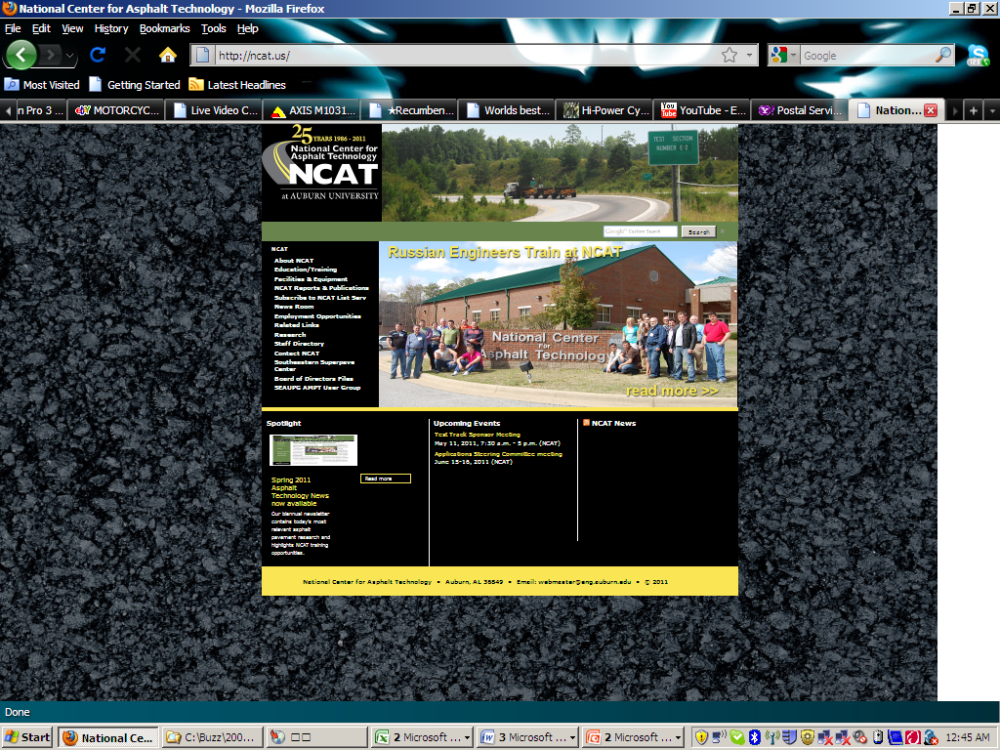 National Center for Asphalt Technology - Mozilla Firefox
File Edit View History Bookmarks Tools Help
http://ncat.us/
Google
Most Visited Getting Started Latest Headlines
n Pro 3 ... MOTORCYC... Live Video C... AXIS M1031... ★Recumben... Worlds best... Hi-Power Cy... YouTube - E... Postal Servi... Nation...
25 YEARS 1986 - 2011
National Center for
Asphalt Technology
NCAT
at AUBURN UNIVERSITY
TEST SECTION
NUMBER E-2
Google™ Custom Search Search
NCAT
About NCAT
Education/Training
Facilities & Equipment
NCAT Reports & Publications
Subscribe to NCAT List Serv
News Room
Employment Opportunities
Related Links
Research
Staff Directory
Contact NCAT
Southeastern Superpave
Center
Board of Directors Files
SEAUPG AMPT User Group
Russian Engineers Train at NCAT
National Center
For
Asphalt Technology
read more >>
Spotlight
Spring 2011
Asphalt
Technology News
now available
Read more
Our biannual newsletter
contains today's most
relevant asphalt
pavement research and
highlights NCAT training
opportunities.
Upcoming Events
Test Track Sponsor Meeting
May 11, 2011, 7:30 a.m. - 5 p.m. (NCAT)
Applications Steering Committee meeting
June 15-16, 2011 (NCAT)
NCAT News
National Center for Asphalt Technology • Auburn, AL 36849 • Email: webmaster@eng.auburn.edu • © 2011
Done
Start National Ce... C:\Buzz\200... □□ 2 Microsoft ... 3 Microsoft ... 2 Microsoft ... 12:45 AM